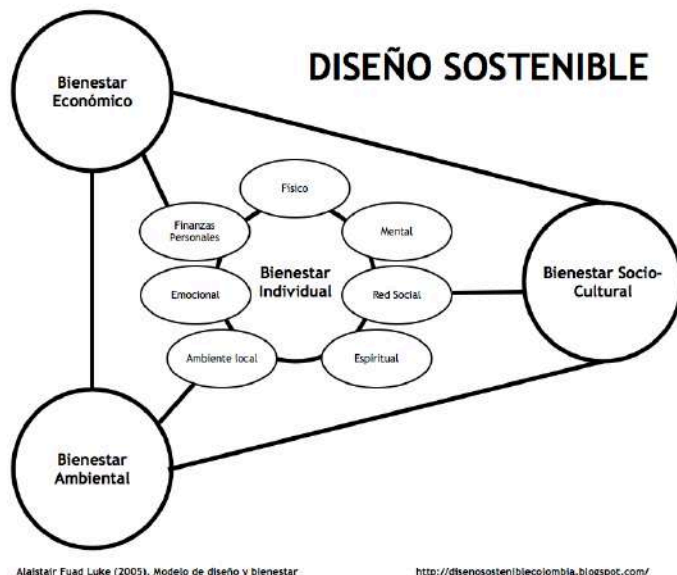 DISEÑO SOSTENIBLE
Bienestar
Económico
Físico
Finanzas
Personales
Mental
Bienestar
Individual
Emocional
Red Social
Bienestar Socio-
Cultural
Ambiente local
Espiritual
Bienestar
Ambiental
Alaistair Fuad Luke (2005). Modelo de diseño y bienestar
http://disenososteniblecolombia.blogspot.com/